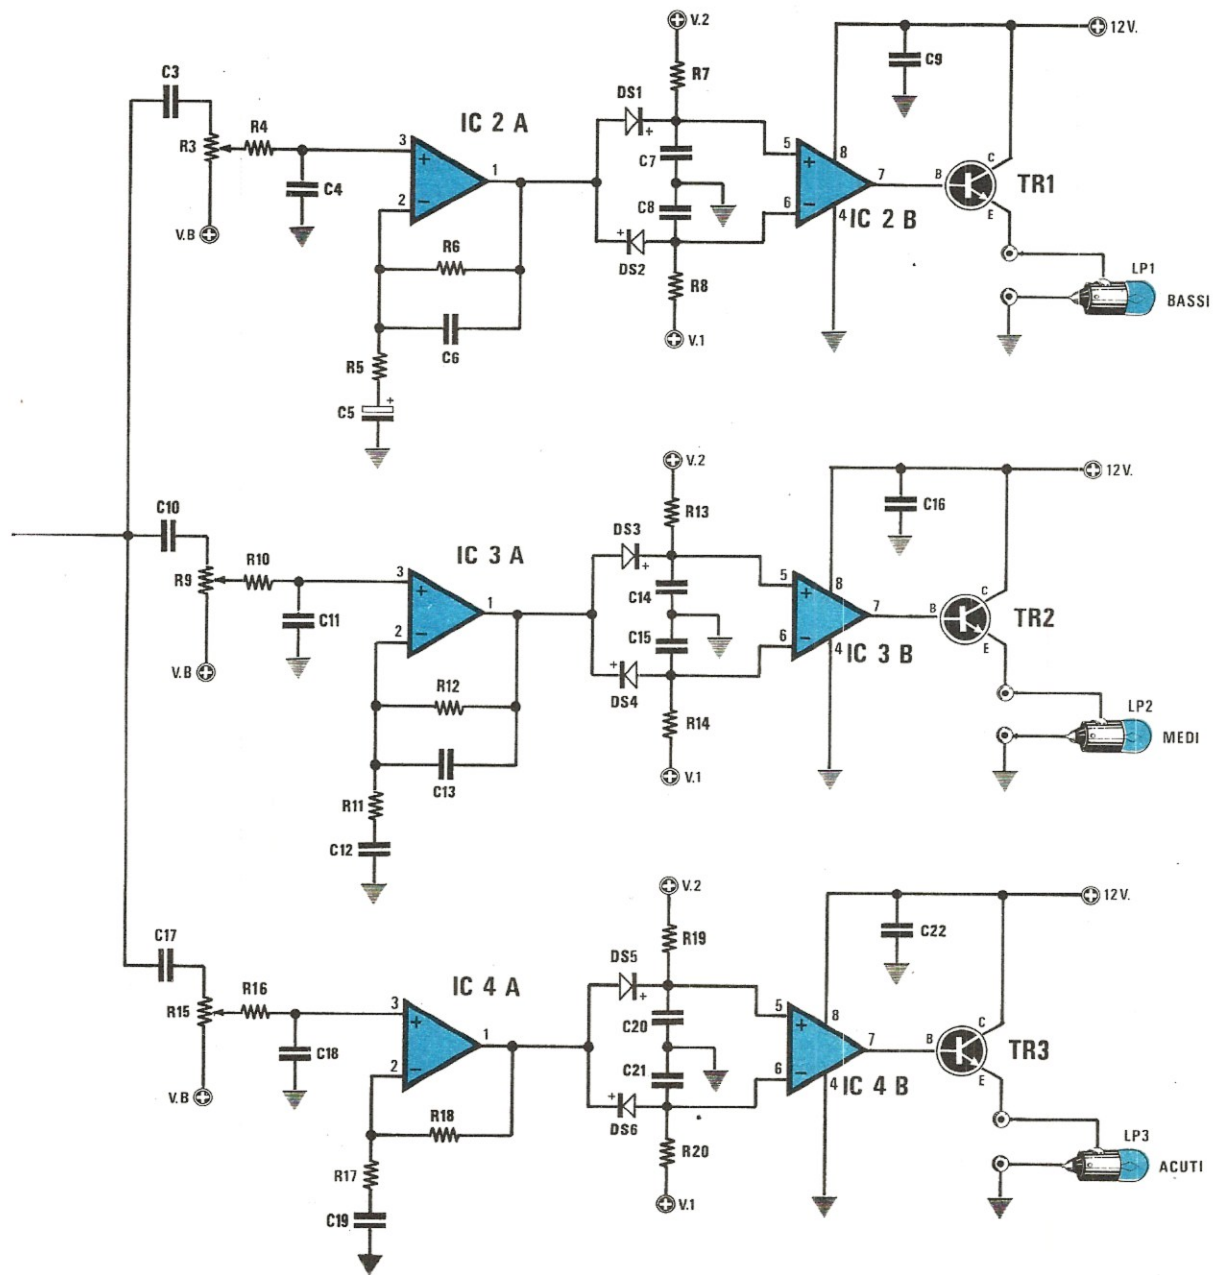 V.2
12V.
C3
R7
C9
DS1
+
IC 2 A
R3
R4
3
+
5
+
8
C
C7
1
7
B
TR1
C4
2
−
C8
6
−
IC 2 B
E
4
V.B
+
DS2
R6
R8
LP1
BASSI
C6
V.1
R5
+
C5
V.2
12V.
C10
R13
C16
DS3
+
IC 3 A
R9
R10
3
+
5
+
8
C
C14
1
7
B
TR2
C11
2
−
C15
6
−
IC 3 B
E
4
V.B
+
DS4
R12
R14
LP2
MEDI
C13
V.1
R11
C12
V.2
12V.
C17
R19
C22
DS5
+
IC 4 A
R15
R16
3
+
5
+
8
C
C20
1
7
B
TR3
C18
2
−
C21
6
−
IC 4 B
E
4
V.B
+
DS6
R18
R20
LP3
ACUTI
R17
V.1
C19